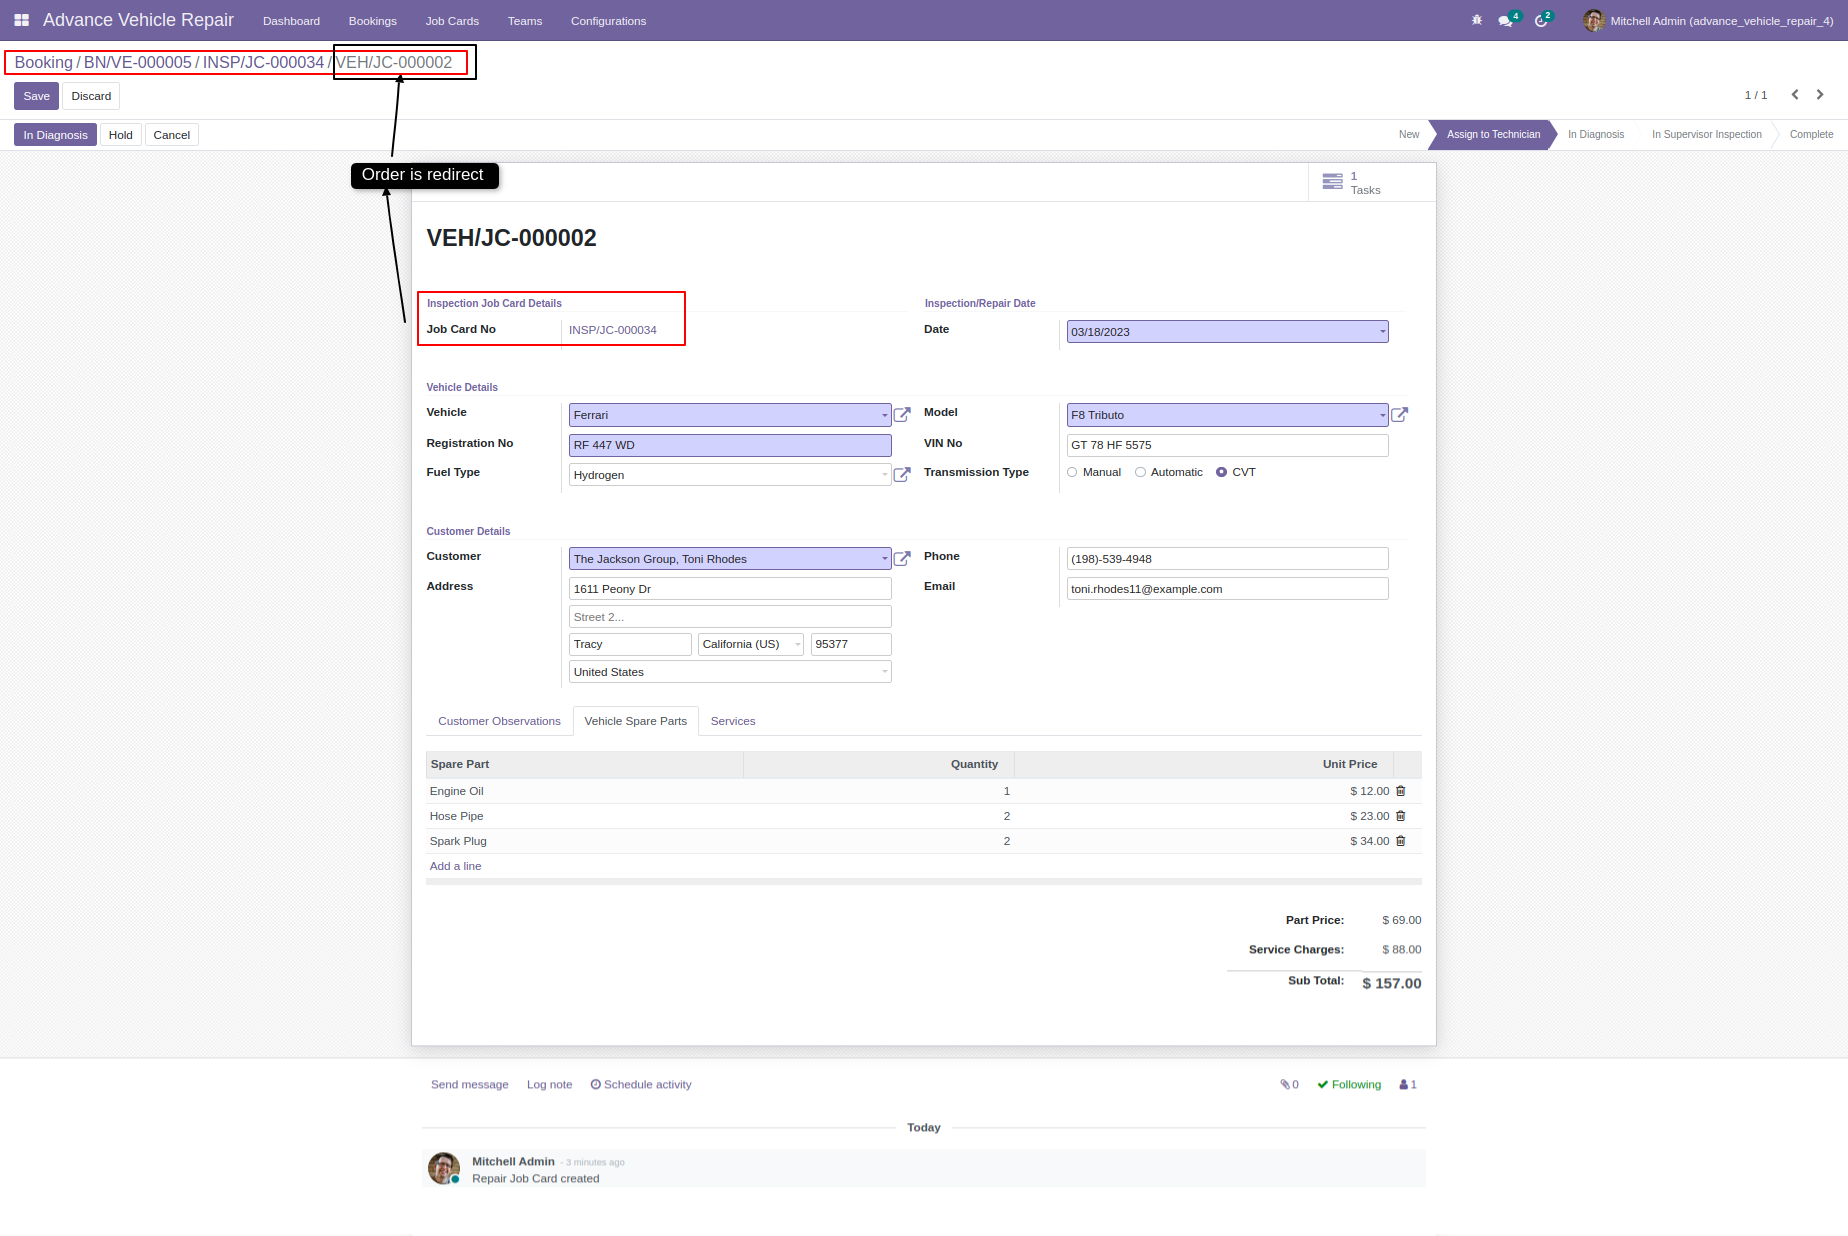 Advance Vehicle Repair Dashboard Bookings Job Cards Teams Configurations 4 2 Mitchell Admin (advance_vehicle_repair_4)
Booking / BN/VE-000005 / INSP/JC-000034 / VEH/JC-000002
Save Discard 1 / 1
In Diagnosis Hold Cancel New Assign to Technician In Diagnosis In Supervisor Inspection Complete
Order is redirect
1
Tasks
VEH/JC-000002
Inspection Job Card Details Inspection/Repair Date
Job Card No INSP/JC-000034 Date 03/18/2023
Vehicle Details
Vehicle Ferrari Model F8 Tributo
Registration No RF 447 WD VIN No GT 78 HF 5575
Fuel Type Hydrogen Transmission Type Manual Automatic CVT
Customer Details
Customer The Jackson Group, Toni Rhodes Phone (198)-539-4948
Address 1611 Peony Dr Email toni.rhodes11@example.com
Street 2...
Tracy California (US) 95377
United States
Customer Observations Vehicle Spare Parts Services
Spare Part Quantity Unit Price
Engine Oil 1 $ 12.00
Hose Pipe 2 $ 23.00
Spark Plug 2 $ 34.00
Add a line
Part Price: $ 69.00
Service Charges: $ 88.00
Sub Total: $ 157.00
Send message Log note Schedule activity 0 Following 1
Today
Mitchell Admin - 3 minutes ago
Repair Job Card created